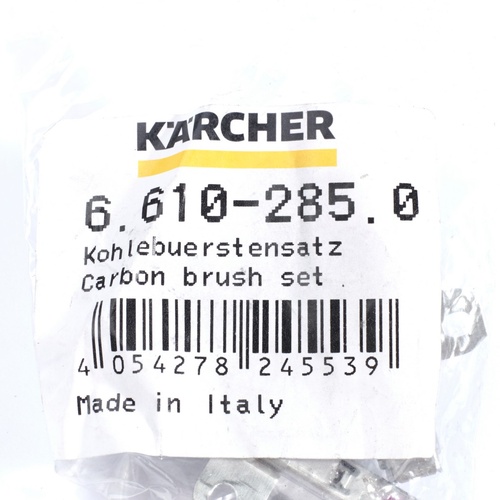 KÄRCHER
6.610-285.0
Kohlebuerstensatz
Carbon brush set
4 054278 245539
Made in Italy